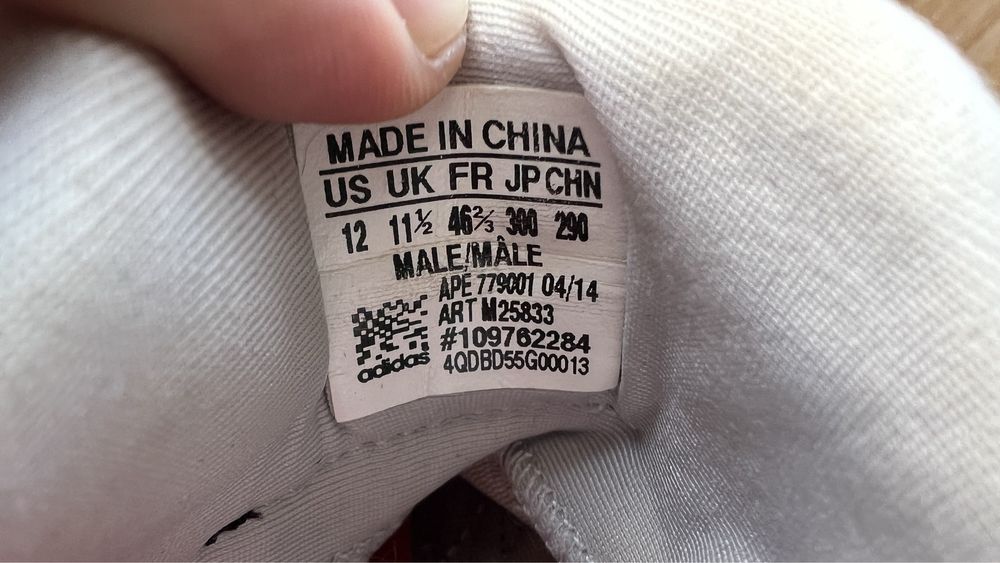 MADE IN CHINA
US UK FR JP CHN
12 11½ 46⅔ 300 290
MALE/MÂLE
APE 779001 04/14
ART M25833
#109762284
adidas 4QDBD55G00013